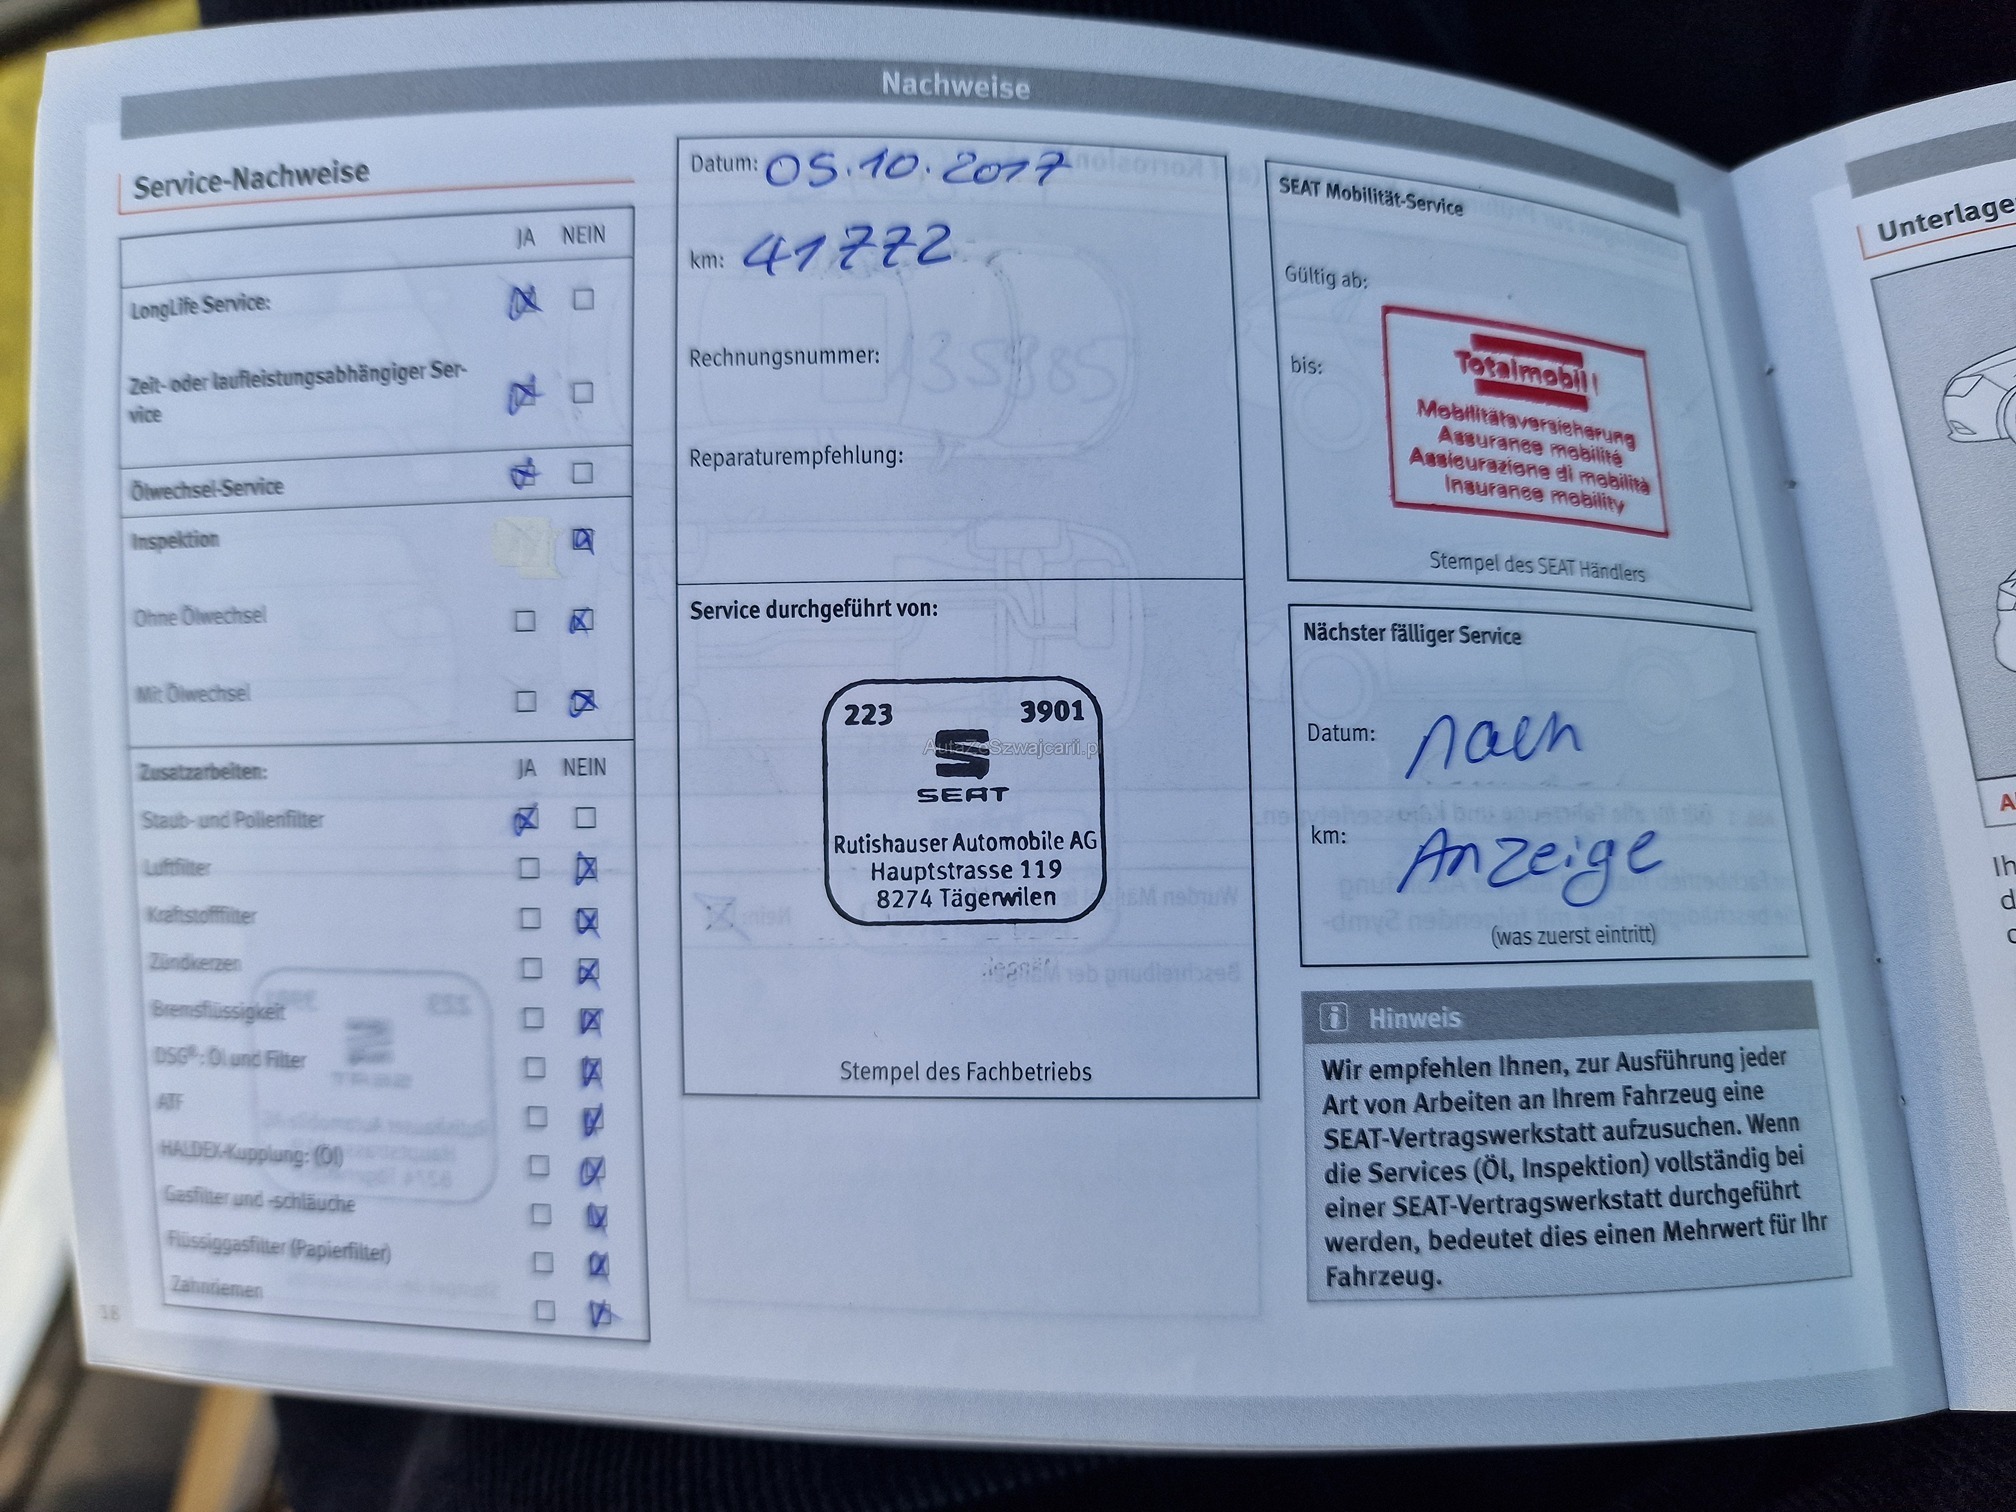 Nachweise
Service-Nachweise
JA NEIN
LongLife Service:
Zeit- oder laufleistungsabhängiger Ser-
vice
Ölwechsel-Service
Inspektion
Ohne Ölwechsel
Mit Ölwechsel
Zusatzarbeiten: JA NEIN
Staub- und Pollenfilter
Luftfilter
Kraftstofffilter
Zündkerzen
Bremsflüssigkeit
DSG®: Öl und Filter
ATF
HALDEX-Kupplung: (Öl)
Gasfilter und -schläuche
Flüssiggasfilter (Papierfilter)
Zahnriemen
Datum: 05.10.2017
km: 41772
Rechnungsnummer:
Reparaturempfehlung:
Service durchgeführt von:
223 3901
AutaZeSzwajcarii.pl
SEAT
Rutishauser Automobile AG
Hauptstrasse 119
8274 Tägerwilen
Stempel des Fachbetriebs
SEAT Mobilität-Service
Gültig ab:
bis:
Totalmobil!
Mobilitätsversicherung
Assurance mobilité
Assicurazione di mobilità
Insurance mobility
Stempel des SEAT Händlers
Nächster fälliger Service
Datum: nach
km: Anzeige
(was zuerst eintritt)
Hinweis
Wir empfehlen Ihnen, zur Ausführung jeder
Art von Arbeiten an Ihrem Fahrzeug eine
SEAT-Vertragswerkstatt aufzusuchen. Wenn
die Services (Öl, Inspektion) vollständig bei
einer SEAT-Vertragswerkstatt durchgeführt
werden, bedeutet dies einen Mehrwert für Ihr
Fahrzeug.
Unterlage